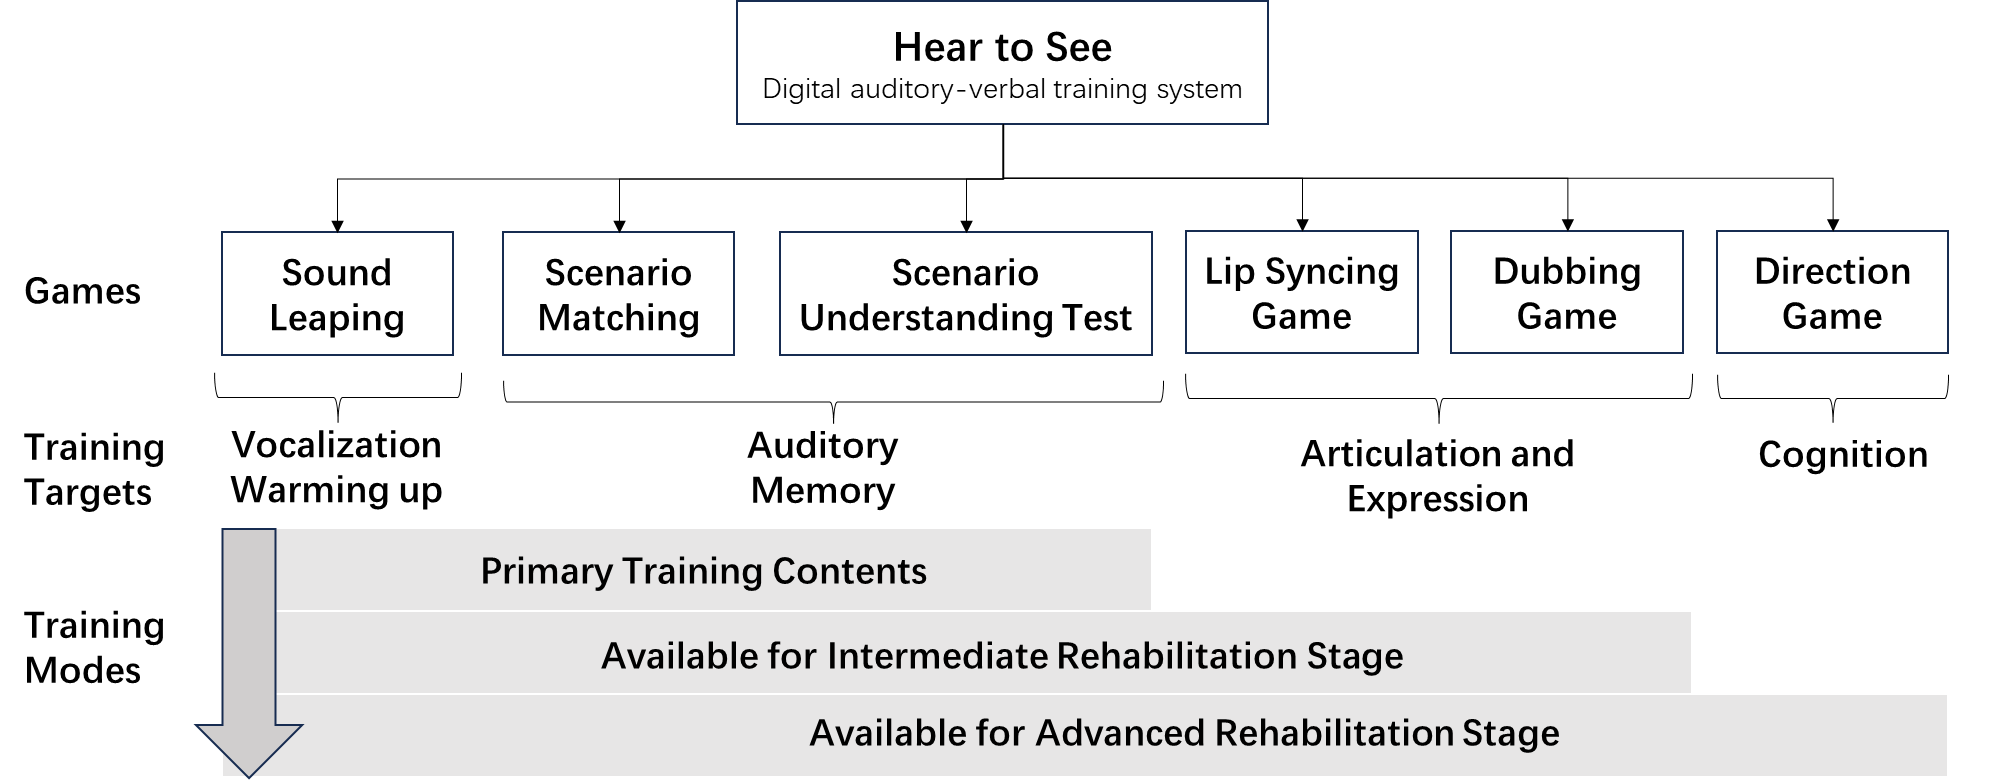 Hear to See
Digital auditory-verbal training system
Games
Sound
Leaping
Scenario
Matching
Scenario
Understanding Test
Lip Syncing
Game
Dubbing
Game
Direction
Game
Training
Targets
Vocalization
Warming up
Auditory
Memory
Articulation and
Expression
Cognition
Training
Modes
Primary Training Contents
Available for Intermediate Rehabilitation Stage
Available for Advanced Rehabilitation Stage